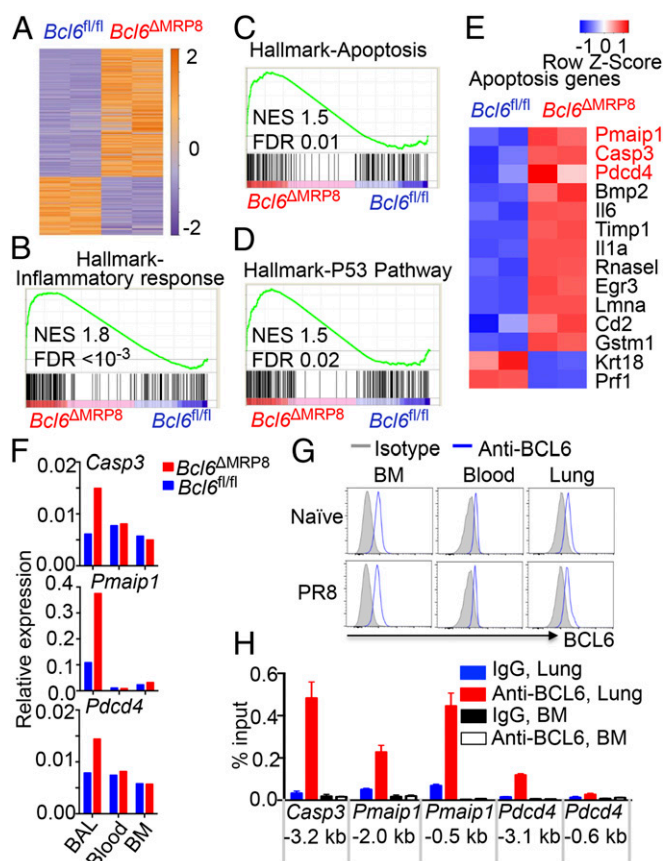 A
Bcl6fl/fl Bcl6ΔMRP8
2
0
-2
B
Hallmark-
Inflammatory response
NES 1.8
FDR <10-3
Bcl6ΔMRP8 Bcl6fl/fl
C
Hallmark-Apoptosis
NES 1.5
FDR 0.01
Bcl6ΔMRP8 Bcl6fl/fl
D
Hallmark-P53 Pathway
NES 1.5
FDR 0.02
Bcl6ΔMRP8 Bcl6fl/fl
E
-1 0 1
Row Z-Score
Apoptosis genes
Bcl6fl/fl Bcl6ΔMRP8
Pmaip1
Casp3
Pdcd4
Bmp2
Il6
Timp1
Il1a
Rnasel
Egr3
Lmna
Cd2
Gstm1
Krt18
Prf1
F
Relative expression
Casp3
Bcl6ΔMRP8
Bcl6fl/fl
0.02
0.01
0.00
Pmaip1
0.4
0.3
0.2
0.1
0.0
Pdcd4
0.02
0.01
0.00
BAL Blood BM
G
Isotype Anti-BCL6
BM Blood Lung
Naïve
PR8
BCL6
H
% input
0.6
0.4
0.2
0.0
IgG, Lung
Anti-BCL6, Lung
IgG, BM
Anti-BCL6, BM
Casp3 Pmaip1 Pmaip1 Pdcd4 Pdcd4
-3.2 kb -2.0 kb -0.5 kb -3.1 kb -0.6 kb